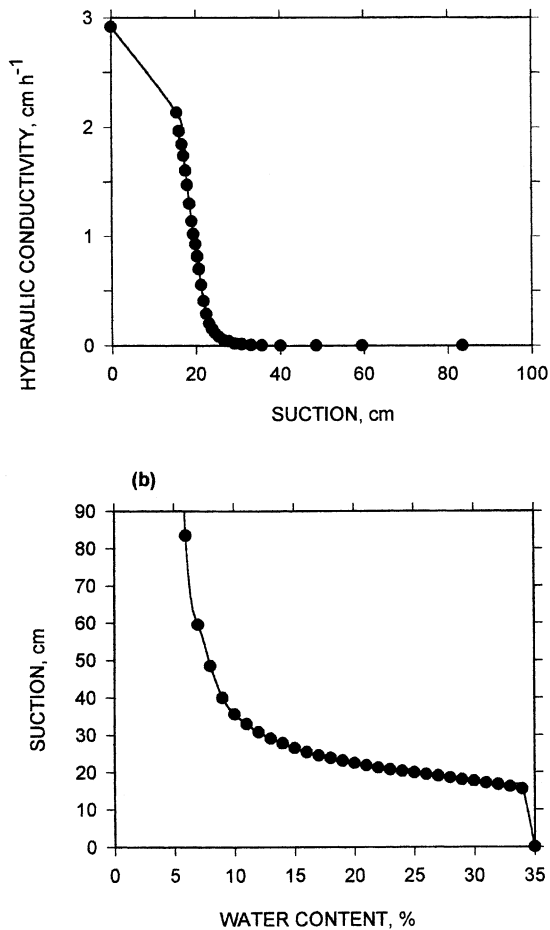 3
2
1
0
HYDRAULIC CONDUCTIVITY, cm h⁻¹
0 20 40 60 80 100
SUCTION, cm
(b)
90
80
70
60
50
40
30
20
10
0
SUCTION, cm
0 5 10 15 20 25 30 35
WATER CONTENT, %